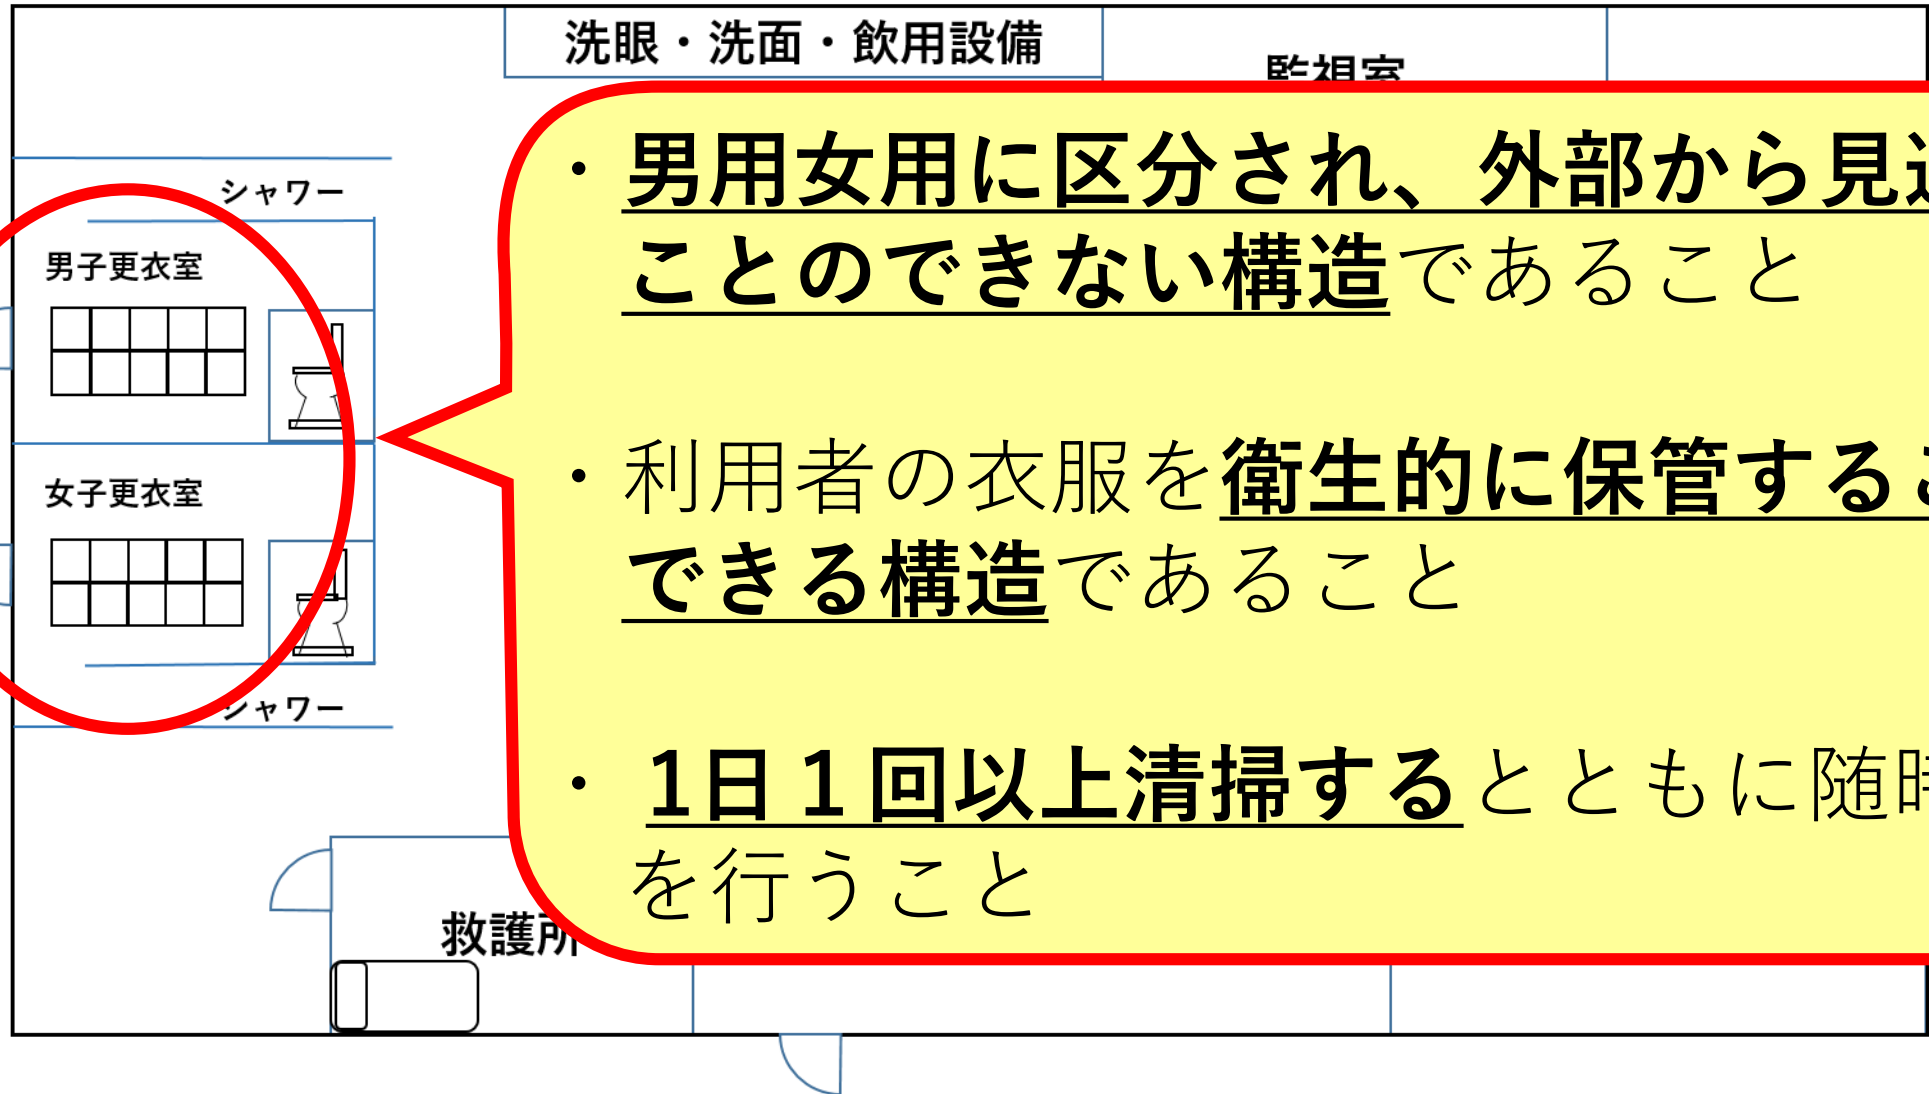 洗眼・洗面・飲用設備
監視室
シャワー
男子更衣室
女子更衣室
シャワー
救護所
・男用女用に区分され、外部から見
ことのできない構造であること
・利用者の衣服を衛生的に保管する
できる構造であること
・1日１回以上清掃するとともに随
を行うこと